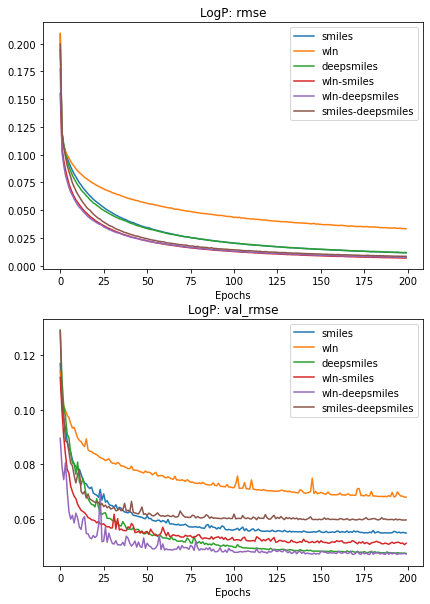 LogP: rmse
0.200
0.175
0.150
0.125
0.100
0.075
0.050
0.025
0.000
smiles
wln
deepsmiles
wln-smiles
wln-deepsmiles
smiles-deepsmiles
0 25 50 75 100 125 150 175 200
Epochs
LogP: val_rmse
0.12
0.10
0.08
0.06
smiles
wln
deepsmiles
wln-smiles
wln-deepsmiles
smiles-deepsmiles
0 25 50 75 100 125 150 175 200
Epochs